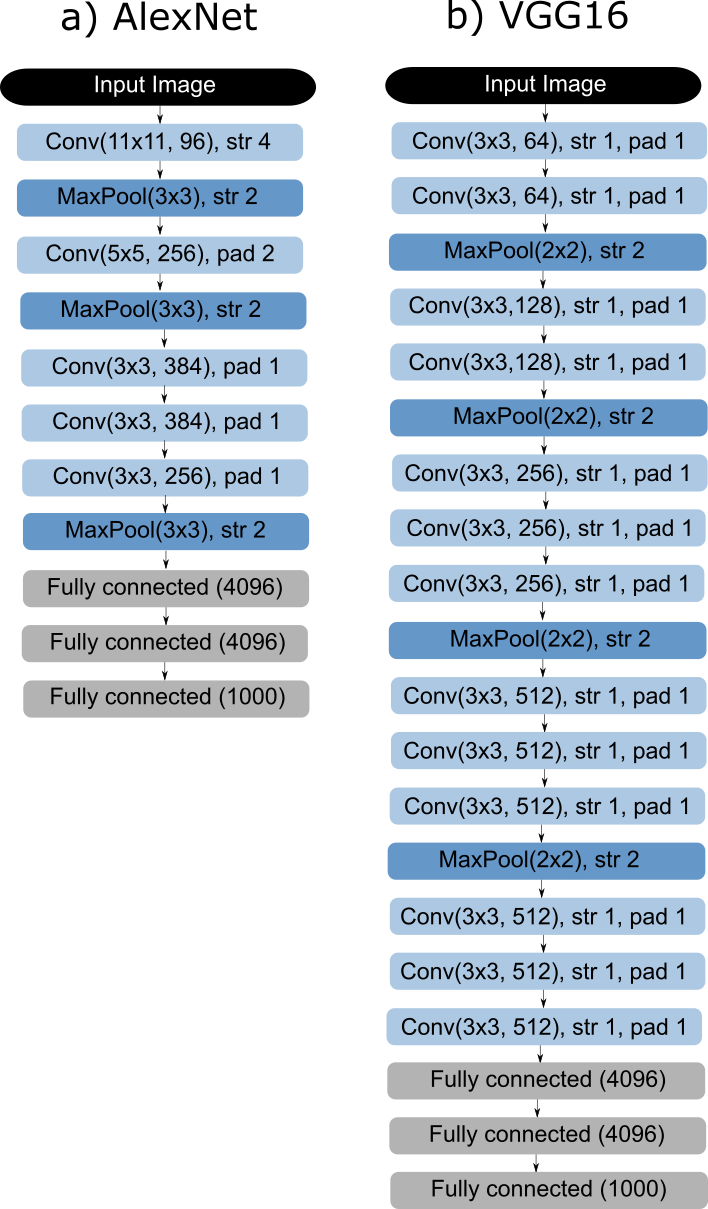 a) AlexNet
Input Image
Conv(11x11, 96), str 4
MaxPool(3x3), str 2
Conv(5x5, 256), pad 2
MaxPool(3x3), str 2
Conv(3x3, 384), pad 1
Conv(3x3, 384), pad 1
Conv(3x3, 256), pad 1
MaxPool(3x3), str 2
Fully connected (4096)
Fully connected (4096)
Fully connected (1000)
b) VGG16
Input Image
Conv(3x3, 64), str 1, pad 1
Conv(3x3, 64), str 1, pad 1
MaxPool(2x2), str 2
Conv(3x3,128), str 1, pad 1
Conv(3x3,128), str 1, pad 1
MaxPool(2x2), str 2
Conv(3x3, 256), str 1, pad 1
Conv(3x3, 256), str 1, pad 1
Conv(3x3, 256), str 1, pad 1
MaxPool(2x2), str 2
Conv(3x3, 512), str 1, pad 1
Conv(3x3, 512), str 1, pad 1
Conv(3x3, 512), str 1, pad 1
MaxPool(2x2), str 2
Conv(3x3, 512), str 1, pad 1
Conv(3x3, 512), str 1, pad 1
Conv(3x3, 512), str 1, pad 1
Fully connected (4096)
Fully connected (4096)
Fully connected (1000)